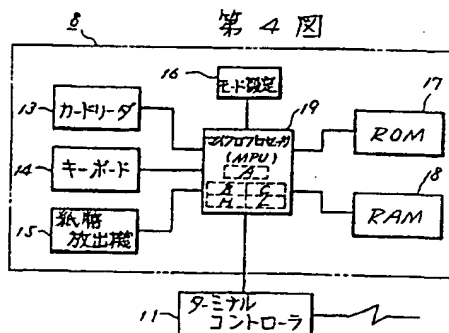 第4図
8
16
モード設定
19
17
13
カードリーダ
マイクロプロセッサ
(MPU)
ROM
A
14
キーボード
B C
H L
18
RAM
15
紙幣
放出機
11
ターミナル
コントローラ